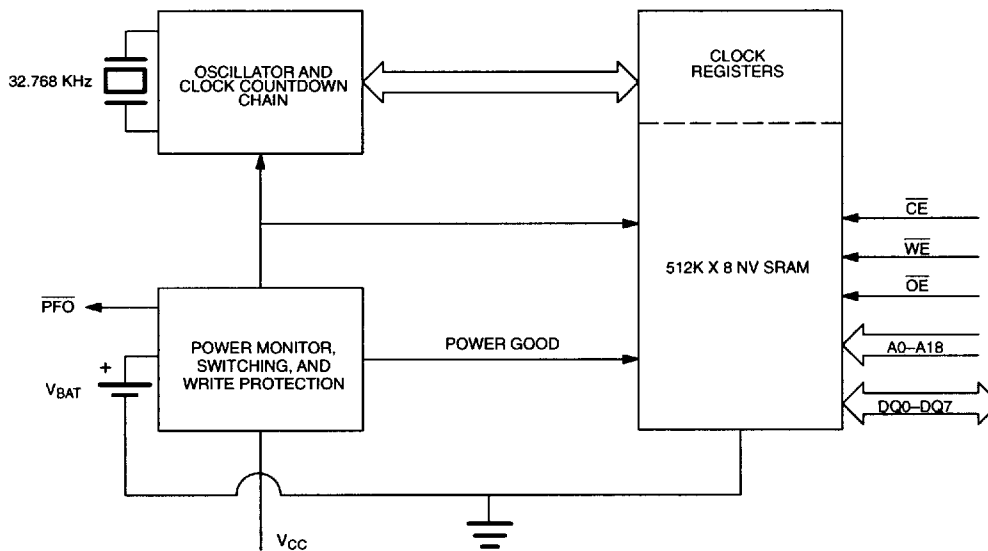 32.768 KHz
OSCILLATOR AND
CLOCK COUNTDOWN
CHAIN
CLOCK
REGISTERS
512K X 8 NV SRAM
CE
WE
OE
A0–A18
DQ0–DQ7
PFO
POWER MONITOR,
SWITCHING, AND
WRITE PROTECTION
POWER GOOD
+
VBAT
VCC